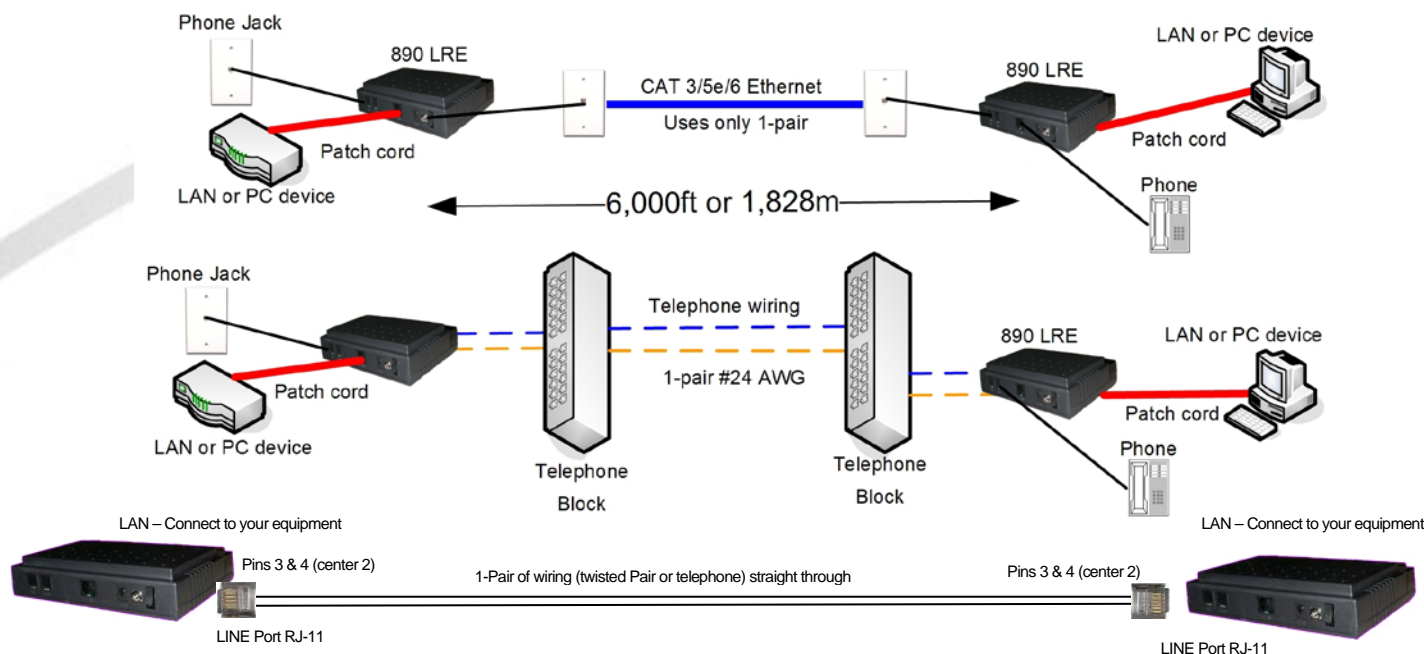 Phone Jack
890 LRE
CAT 3/5e/6 Ethernet
Uses only 1-pair
890 LRE
LAN or PC device
Patch cord
LAN or PC device
Patch cord
Phone
6,000ft or 1,828m
Phone Jack
Patch cord
LAN or PC device
Telephone wiring
1-pair #24 AWG
Telephone
Block
Telephone
Block
890 LRE
LAN or PC device
Patch cord
Phone
LAN – Connect to your equipment
LAN – Connect to your equipment
Pins 3 & 4 (center 2)
1-Pair of wiring (twisted Pair or telephone) straight through
Pins 3 & 4 (center 2)
LINE Port RJ-11
LINE Port RJ-11